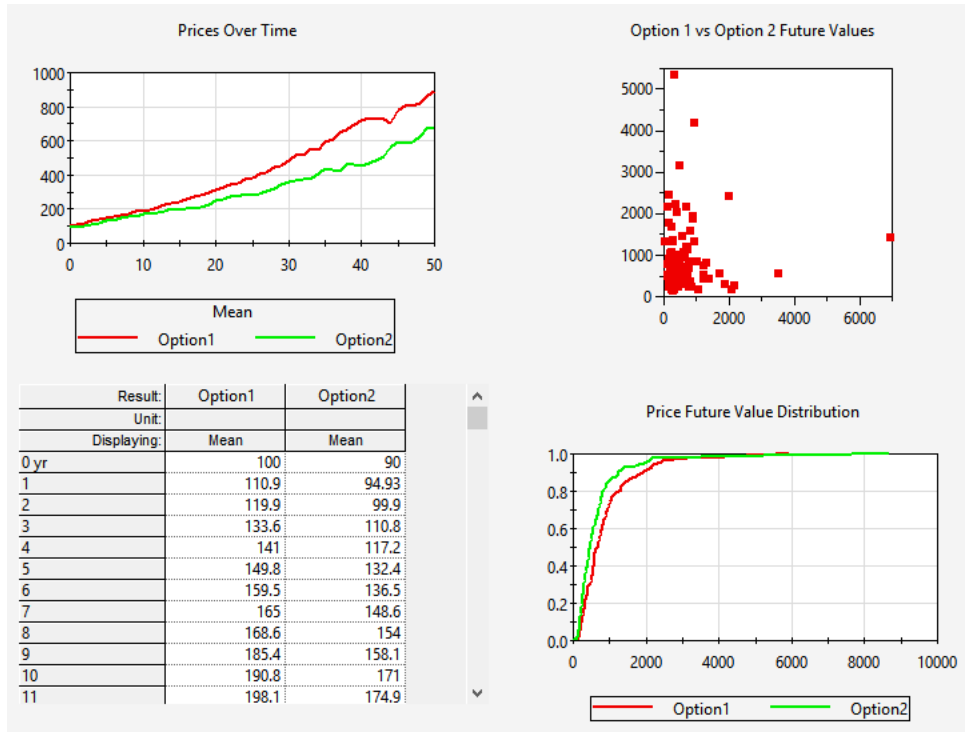 Prices Over Time
1000
800
600
400
200
0
0 10 20 30 40 50
Mean
Option1 Option2
Option 1 vs Option 2 Future Values
5000
4000
3000
2000
1000
0
0 2000 4000 6000
Result: Option1 Option2
Unit:
Displaying: Mean Mean
0 yr 100 90
1 110.9 94.93
2 119.9 99.9
3 133.6 110.8
4 141 117.2
5 149.8 132.4
6 159.5 136.5
7 165 148.6
8 168.6 154
9 185.4 158.1
10 190.8 171
11 198.1 174.9
Price Future Value Distribution
1.0
0.8
0.6
0.4
0.2
0.0
0 2000 4000 6000 8000 10000
Option1 Option2